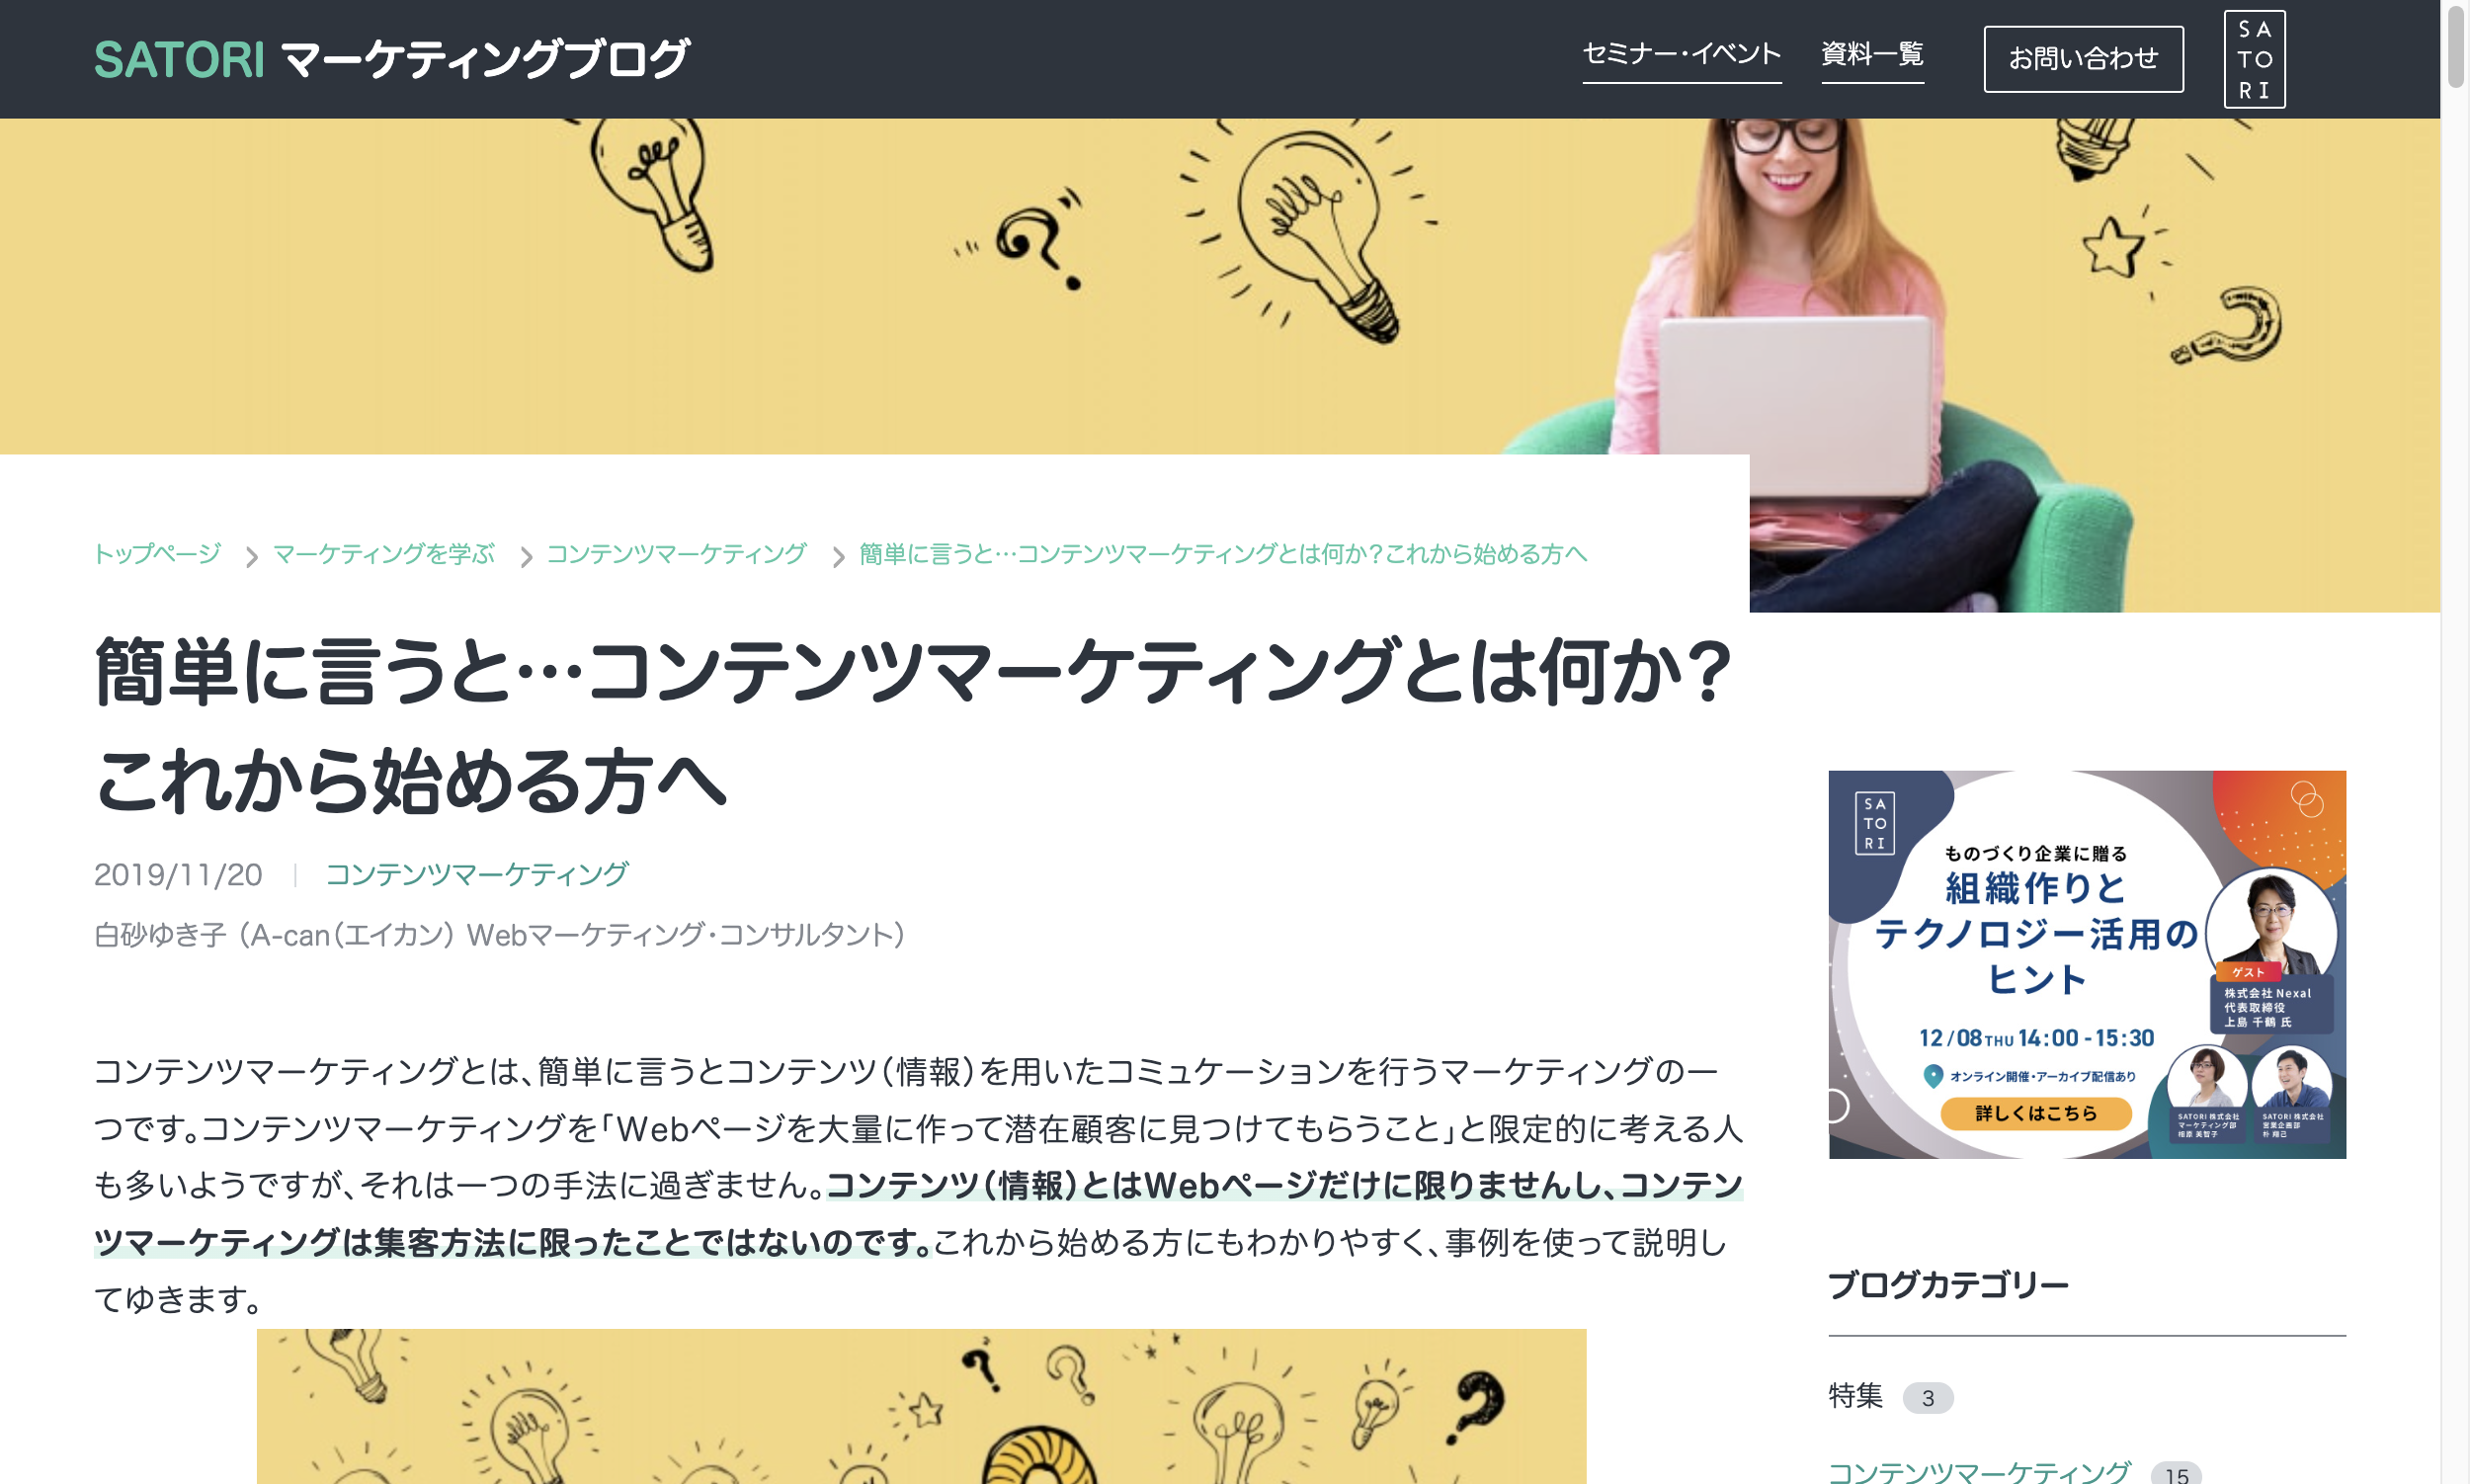 SATORI マーケティングブログ
セミナー・イベント
資料一覧
お問い合わせ
SA
TO
RI
トップページ
マーケティングを学ぶ
コンテンツマーケティング
簡単に言うと…コンテンツマーケティングとは何か？これから始める方へ
簡単に言うと…コンテンツマーケティングとは何か？
これから始める方へ
2019/11/20
コンテンツマーケティング
白砂ゆき子（A-can（エイカン） Webマーケティング・コンサルタント）
コンテンツマーケティングとは、簡単に言うとコンテンツ（情報）を用いたコミュケーションを行うマーケティングの一
つです。コンテンツマーケティングを「Webページを大量に作って潜在顧客に見つけてもらうこと」と限定的に考える人
も多いようですが、それは一つの手法に過ぎません。コンテンツ（情報）とはWebページだけに限りませんし、コンテン
ツマーケティングは集客方法に限ったことではないのです。これから始める方にもわかりやすく、事例を使って説明し
てゆきます。
SA
TO
RI
ものづくり企業に贈る
組織作りと
テクノロジー活用の
ヒント
ゲスト
株式会社 Nexal
代表取締役
上島 千鶴 氏
12/08 THU 14:00 - 15:30
オンライン開催・アーカイブ配信あり
詳しくはこちら
SATORI 株式会社
マーケティング部
SATORI 株式会社
営業企画部
ブログカテゴリー
特集 3
コンテンツマーケティング 15